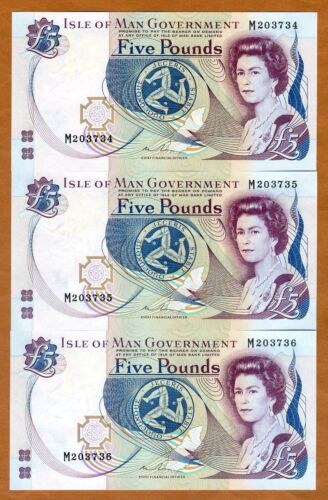 ISLE OF MAN GOVERNMENT M203734
PROMISE TO PAY THE BEARER ON DEMAND
AT ANY OFFICE OF ISLE OF MAN BANK LIMITED
Five Pounds
£5
QUOCUNQUE JECERIS STABIT
M203734
CHIEF FINANCIAL OFFICER
£5
ISLE OF MAN GOVERNMENT M203735
PROMISE TO PAY THE BEARER ON DEMAND
AT ANY OFFICE OF ISLE OF MAN BANK LIMITED
Five Pounds
£5
QUOCUNQUE JECERIS STABIT
M203735
CHIEF FINANCIAL OFFICER
£5
ISLE OF MAN GOVERNMENT M203736
PROMISE TO PAY THE BEARER ON DEMAND
AT ANY OFFICE OF ISLE OF MAN BANK LIMITED
Five Pounds
£5
QUOCUNQUE JECERIS STABIT
M203736
CHIEF FINANCIAL OFFICER
£5